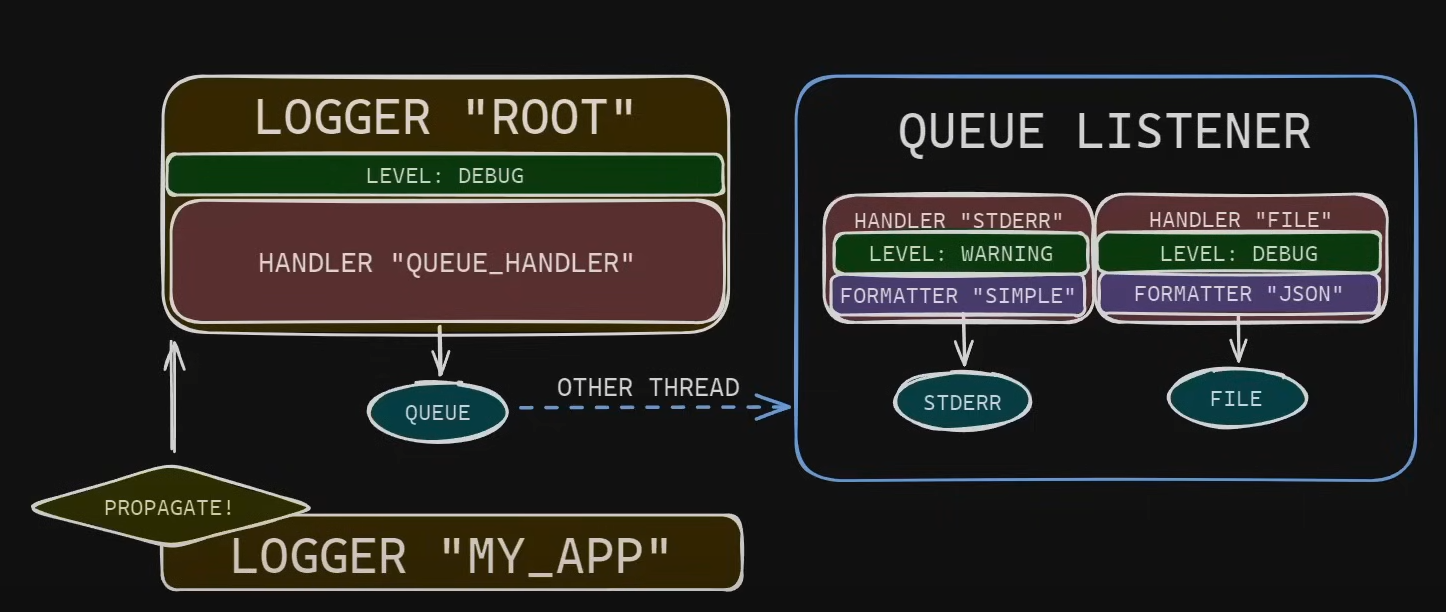 LOGGER "ROOT"
LEVEL: DEBUG
HANDLER "QUEUE_HANDLER"
QUEUE
OTHER THREAD
PROPAGATE!
LOGGER "MY_APP"
QUEUE LISTENER
HANDLER "STDERR"
LEVEL: WARNING
FORMATTER "SIMPLE"
STDERR
HANDLER "FILE"
LEVEL: DEBUG
FORMATTER "JSON"
FILE